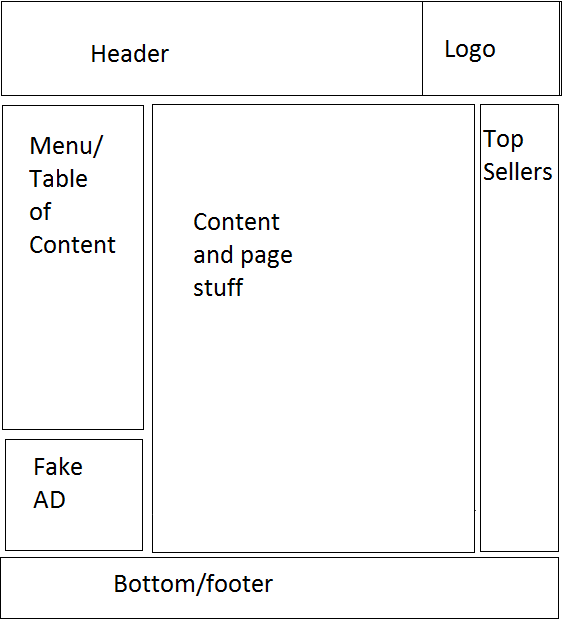 Header
Logo
Menu/
Table
of
Content
Content
and page
stuff
Top
Sellers
Fake
AD
Bottom/footer